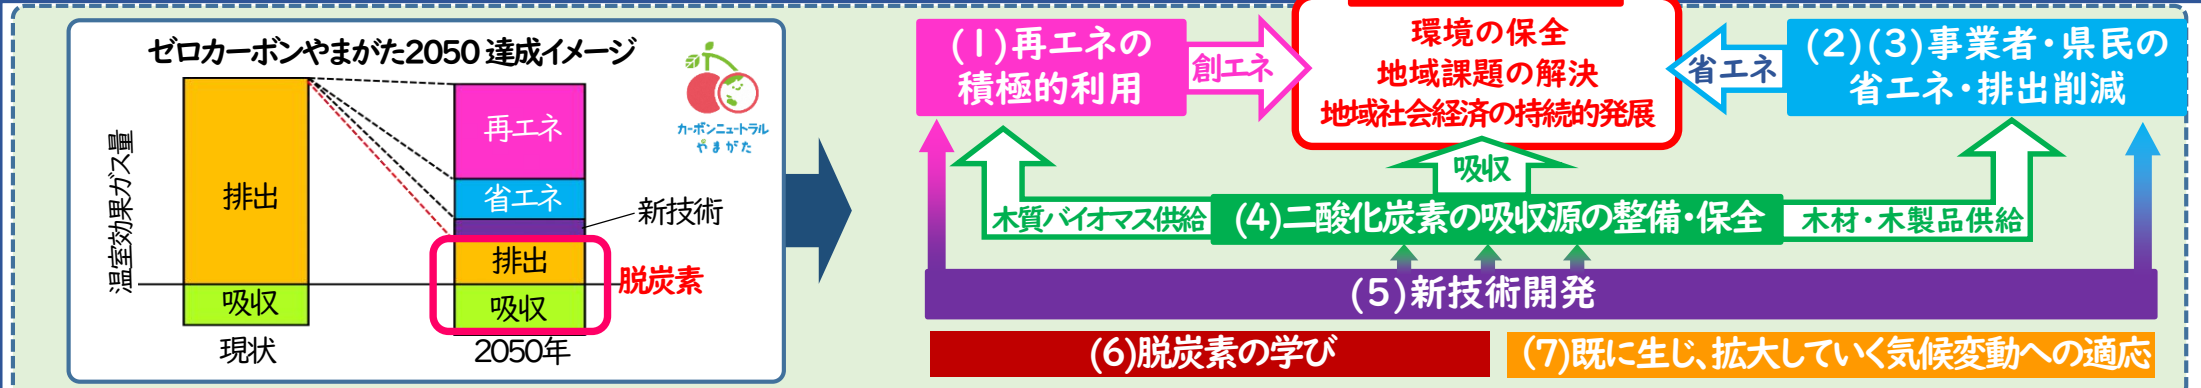 ゼロカーボンやまがた2050 達成イメージ
カーボンニュートラル
やまがた
温室効果ガス量
排出
吸収
現状
再エネ
省エネ
新技術
排出
吸収
脱炭素
2050年
(1)再エネの
積極的利用
創エネ
環境の保全
地域課題の解決
地域社会経済の持続的発展
省エネ
(2)(3)事業者・県民の
省エネ・排出削減
吸収
木質バイオマス供給
(4)二酸化炭素の吸収源の整備・保全
木材・木製品供給
(5)新技術開発
(6)脱炭素の学び
(7)既に生じ、拡大していく気候変動への適応